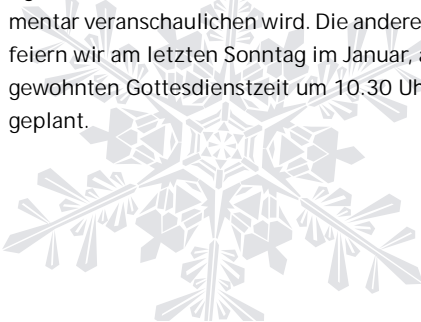 mentar veranschaulichen wird. Die andere
feiern wir am letzten Sonntag im Januar,
gewohnten Gottesdienstzeit um 10.30 Uh
geplant.